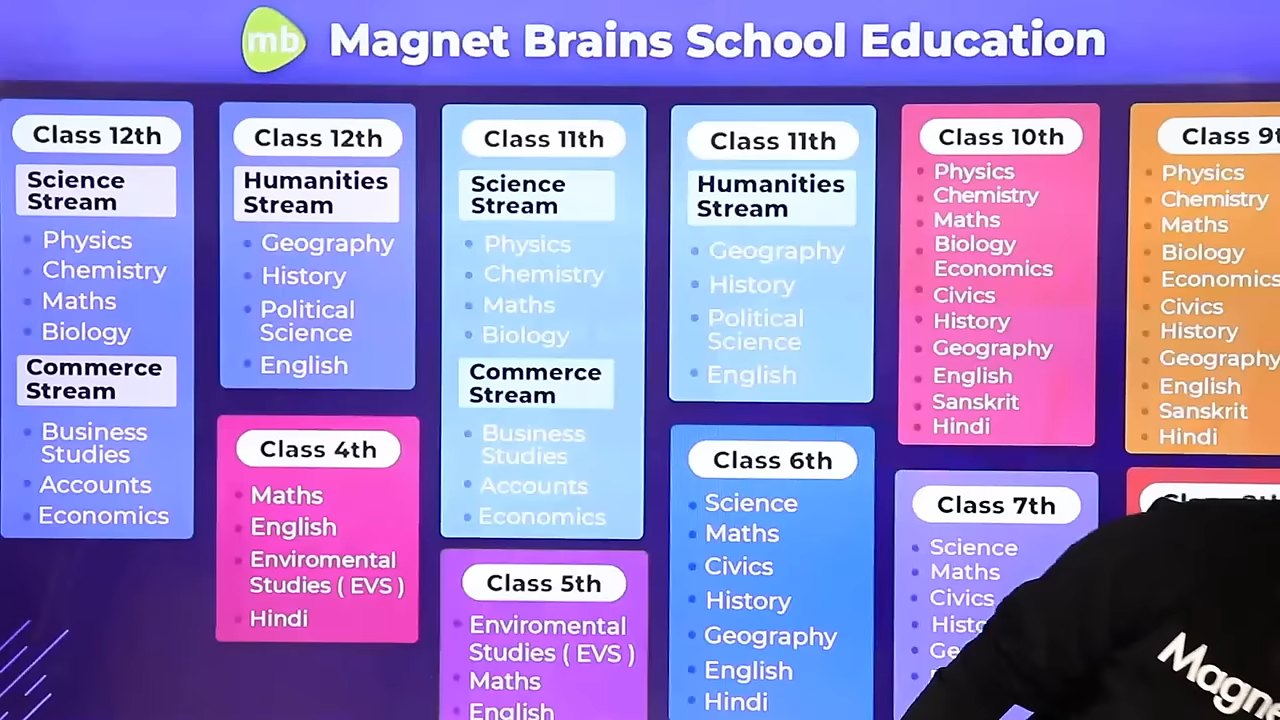 mb
Magnet Brains School Education
Class 12th
Science
Stream
Physics
Chemistry
Maths
Biology
Commerce
Stream
Business
Studies
Accounts
Economics
Class 12th
Humanities
Stream
Geography
History
Political
Science
English
Class 4th
Maths
English
Enviromental
Studies ( EVS )
Hindi
Class 11th
Science
Stream
Physics
Chemistry
Maths
Biology
Commerce
Stream
Business
Studies
Accounts
Economics
Class 5th
Enviromental
Studies ( EVS )
Maths
English
Class 11th
Humanities
Stream
Geography
History
Political
Science
English
Class 6th
Science
Maths
Civics
History
Geography
English
Hindi
Class 10th
Physics
Chemistry
Maths
Biology
Economics
Civics
History
Geography
English
Sanskrit
Hindi
Class 7th
Science
Maths
Civics
Class 9t
Physics
Chemistry
Maths
Biology
Economics
Civics
History
Geography
English
Sanskrit
Hindi
Magne